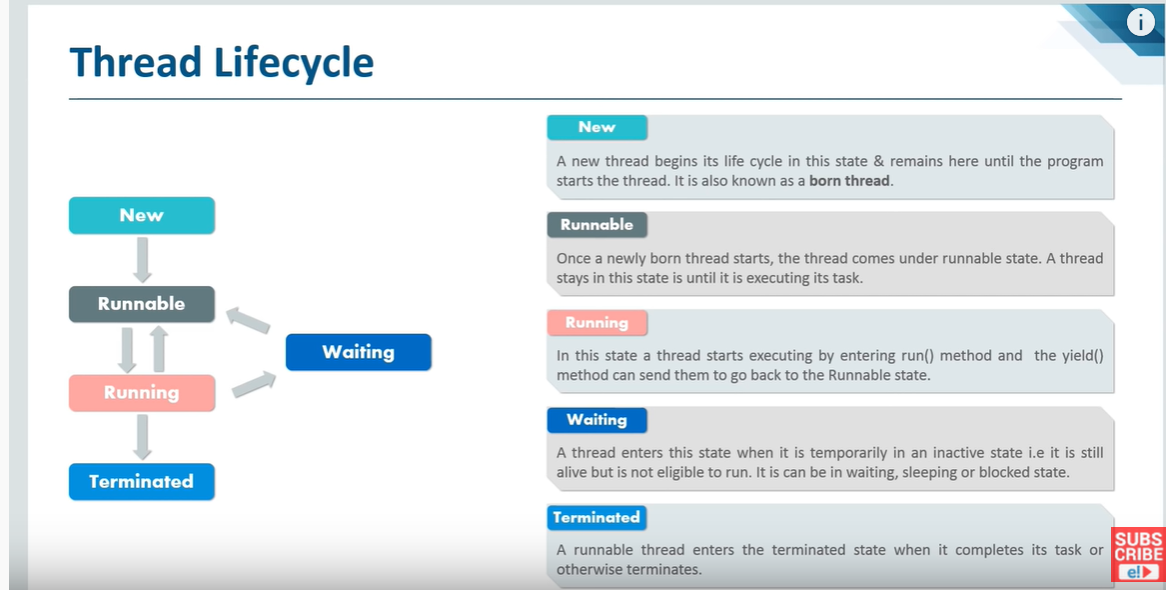 Thread Lifecycle
i
New
Runnable
Running
Waiting
Terminated
New
A new thread begins its life cycle in this state & remains here until the program
starts the thread. It is also known as a born thread.
Runnable
Once a newly born thread starts, the thread comes under runnable state. A thread
stays in this state is until it is executing its task.
Running
In this state a thread starts executing by entering run() method and the yield()
method can send them to go back to the Runnable state.
Waiting
A thread enters this state when it is temporarily in an inactive state i.e it is still
alive but is not eligible to run. It is can be in waiting, sleeping or blocked state.
Terminated
A runnable thread enters the terminated state when it completes its task or
otherwise terminates.
SUBS
CRIBE
e!